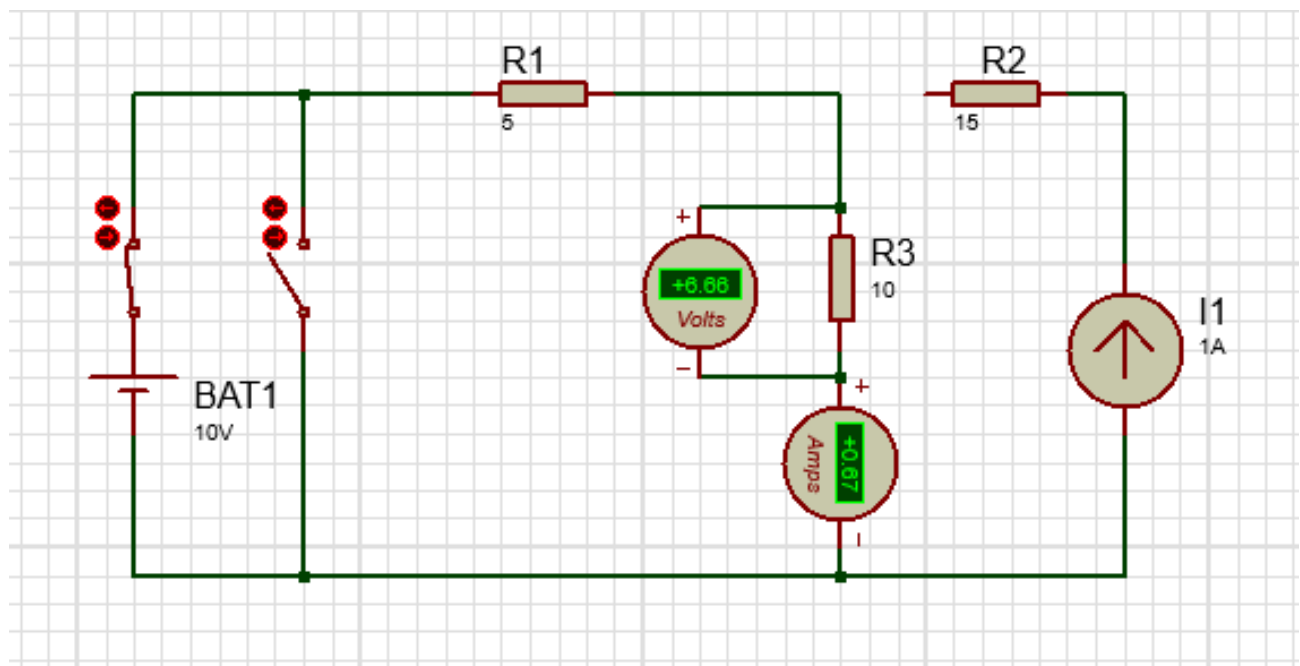 R1
5
R2
15
+
+6.66
Volts
−
R3
10
I1
1A
BAT1
10V
+
+0.67
Amps
−